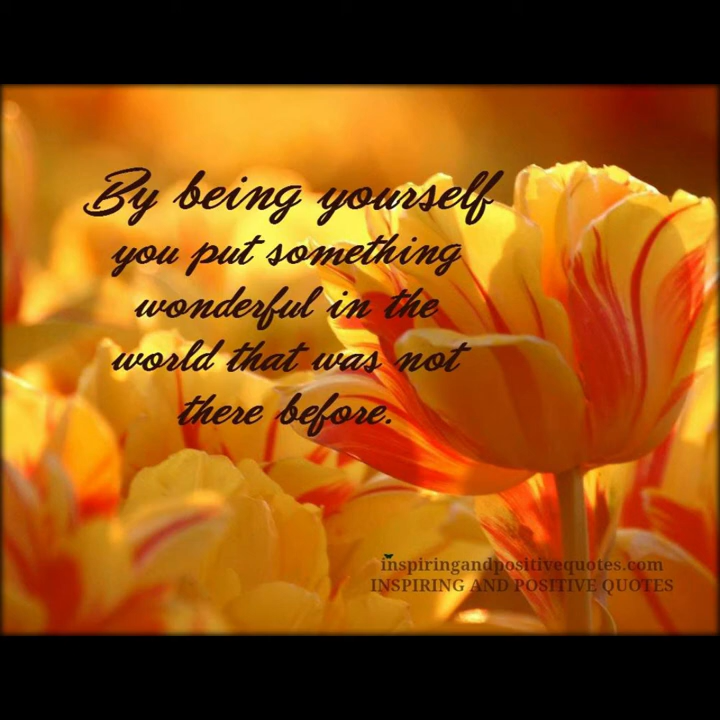 By being yourself
you put something
wonderful in the
world that was not
there before.
inspiringandpositivequotes.com
INSPIRING AND POSITIVE QUOTES